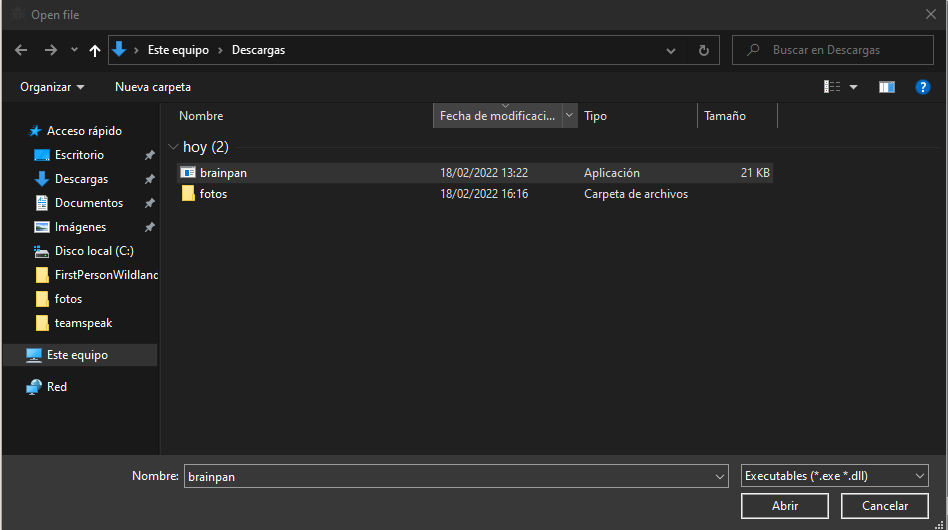 Open file
Este equipo > Descargas
Buscar en Descargas
Organizar
Nueva carpeta
?
Nombre
Fecha de modificaci...
Tipo
Tamaño
Acceso rápido
Escritorio
Descargas
Documentos
Imágenes
Disco local (C:)
FirstPersonWildlanc
fotos
teamspeak
Este equipo
Red
hoy (2)
brainpan 18/02/2022 13:22 Aplicación 21 KB
fotos 18/02/2022 16:16 Carpeta de archivos
Nombre: brainpan
Executables (*.exe *.dll)
Abrir
Cancelar